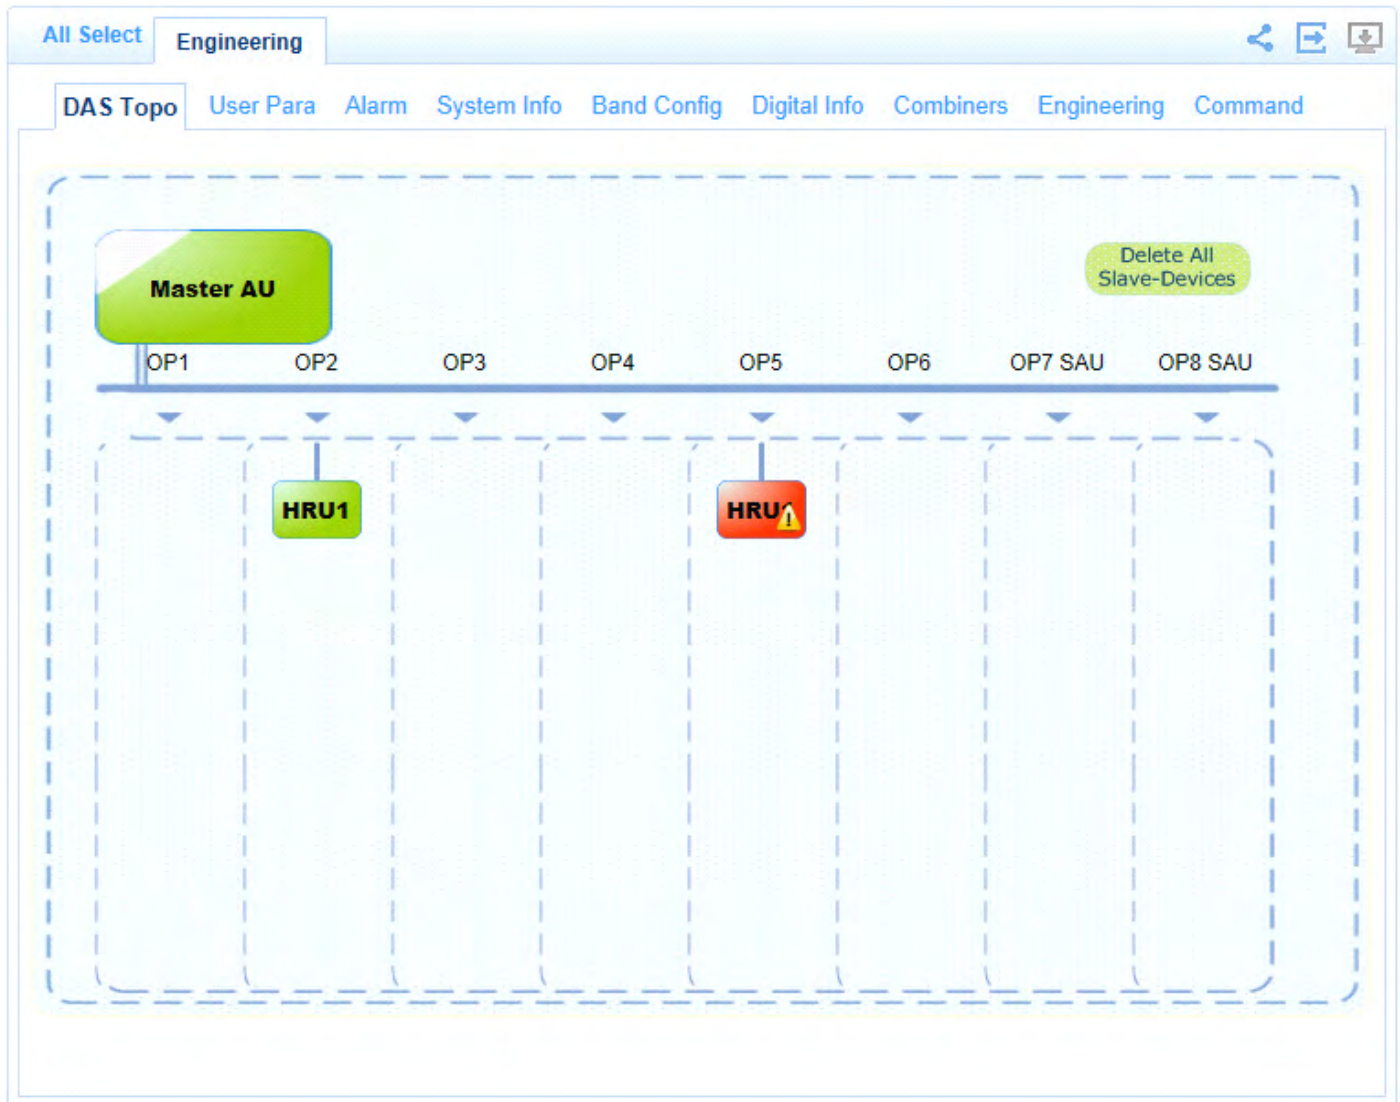 All Select Engineering
DAS Topo User Para Alarm System Info Band Config Digital Info Combiners Engineering Command
Master AU
Delete All
Slave-Devices
OP1 OP2 OP3 OP4 OP5 OP6 OP7 SAU OP8 SAU
HRU1